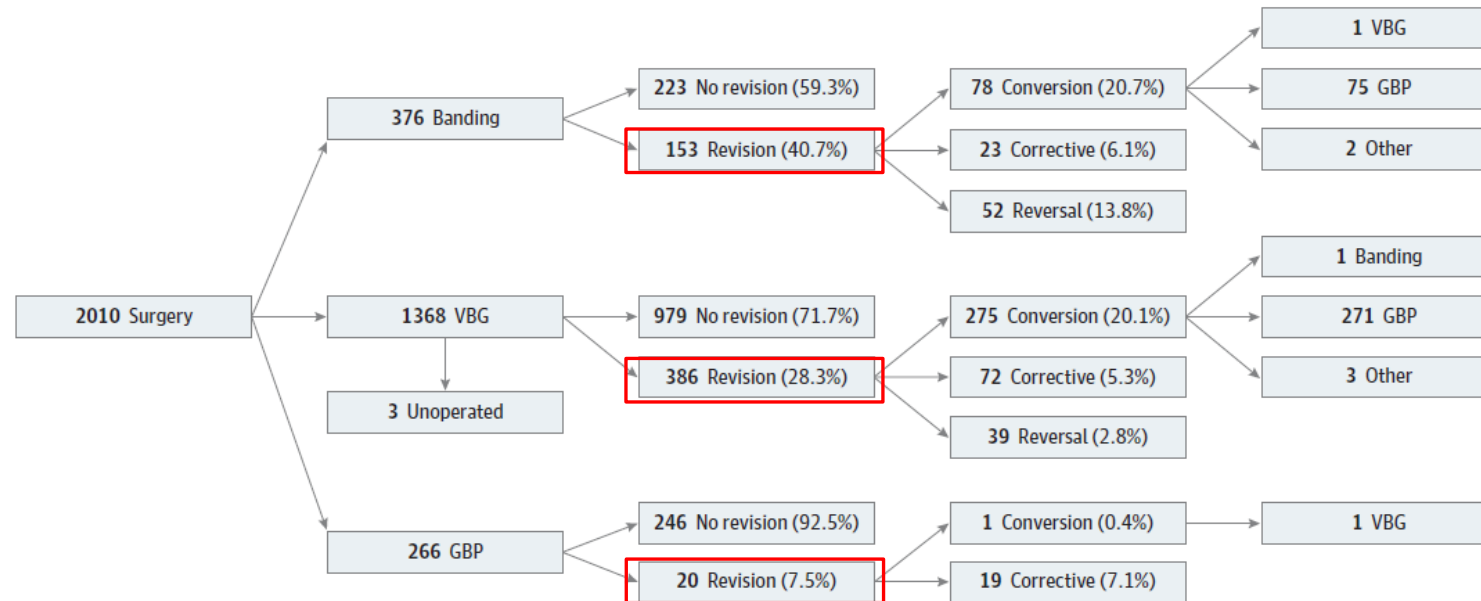 1 VBG
223 No revision (59.3%)
78 Conversion (20.7%)
75 GBP
376 Banding
153 Revision (40.7%)
23 Corrective (6.1%)
2 Other
52 Reversal (13.8%)
1 Banding
2010 Surgery
1368 VBG
979 No revision (71.7%)
275 Conversion (20.1%)
271 GBP
386 Revision (28.3%)
72 Corrective (5.3%)
3 Other
3 Unoperated
39 Reversal (2.8%)
246 No revision (92.5%)
1 Conversion (0.4%)
1 VBG
266 GBP
20 Revision (7.5%)
19 Corrective (7.1%)